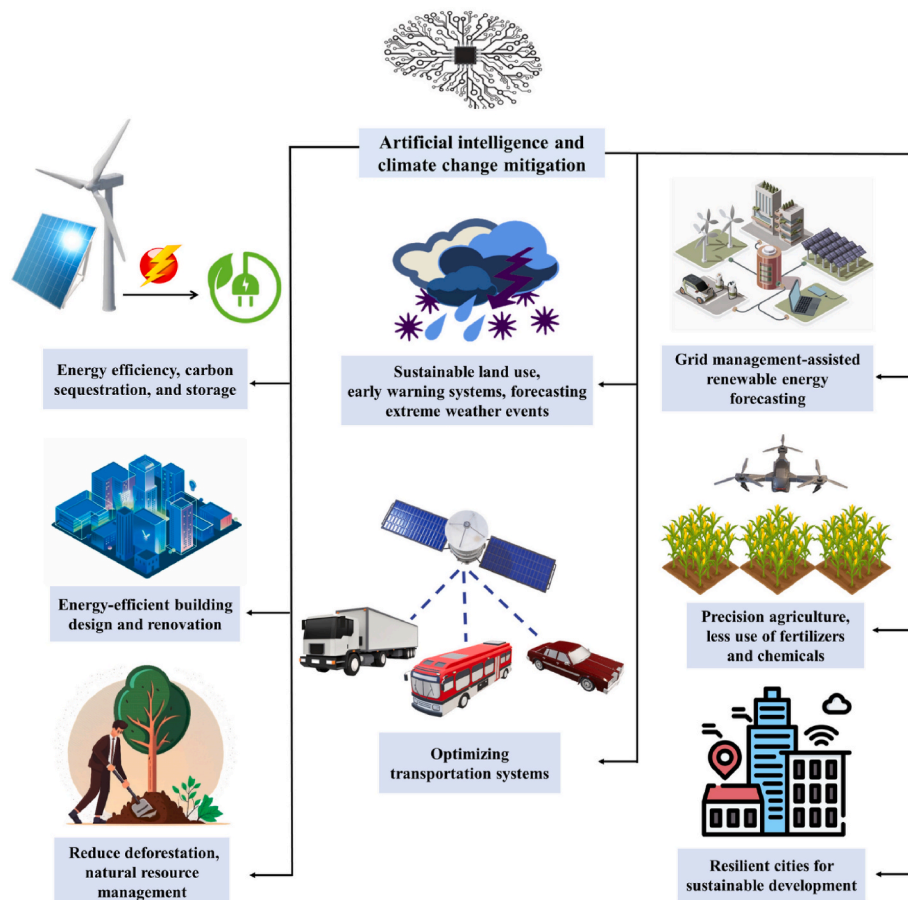 Artificial intelligence and
climate change mitigation
Energy efficiency, carbon
sequestration, and storage
Sustainable land use,
early warning systems, forecasting
extreme weather events
Grid management-assisted
renewable energy
forecasting
Energy-efficient building
design and renovation
Precision agriculture,
less use of fertilizers
and chemicals
Optimizing
transportation systems
Reduce deforestation,
natural resource
management
Resilient cities for
sustainable development